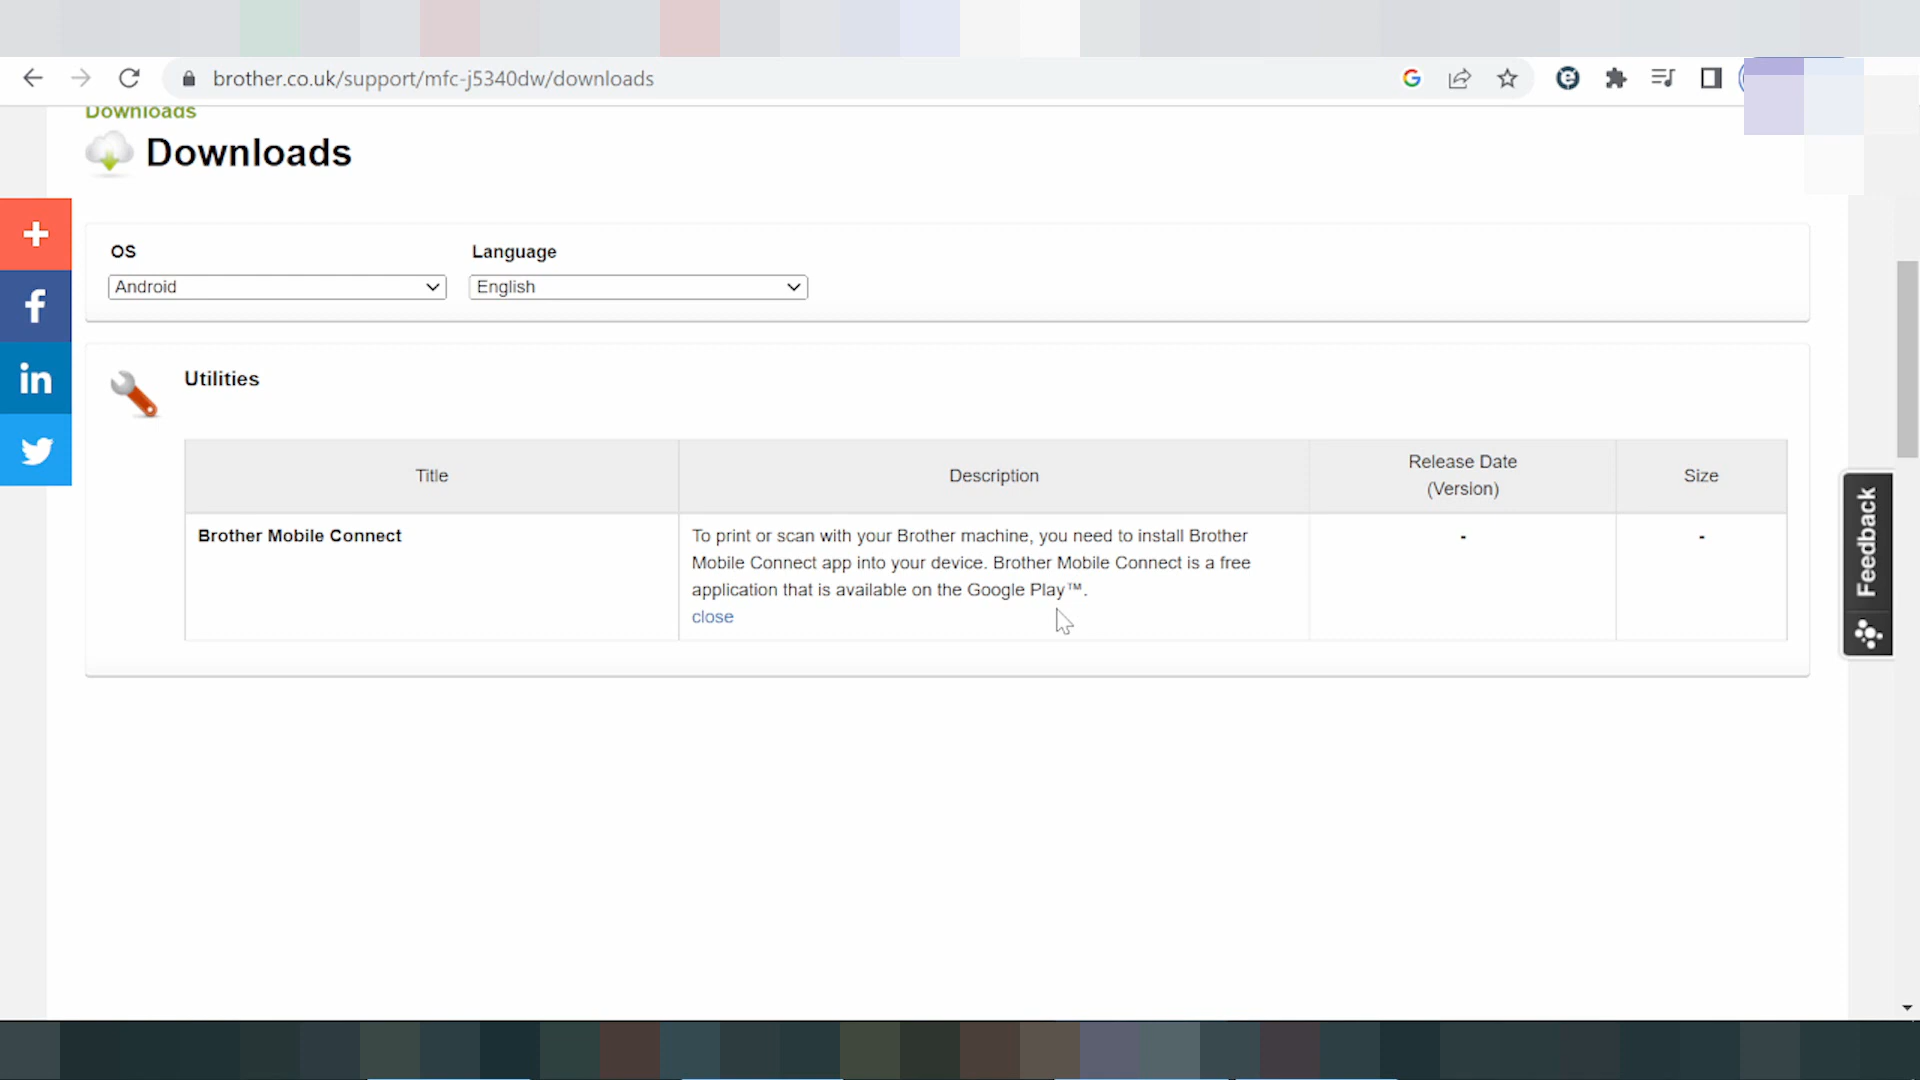 brother.co.uk/support/mfc-j5340dw/downloads
Downloads
Downloads
OS
Language
Android
English
Utilities
Title
Description
Release Date
(Version)
Size
Brother Mobile Connect
To print or scan with your Brother machine, you need to install Brother
Mobile Connect app into your device. Brother Mobile Connect is a free
application that is available on the Google Play™.
close
-
-
Feedback